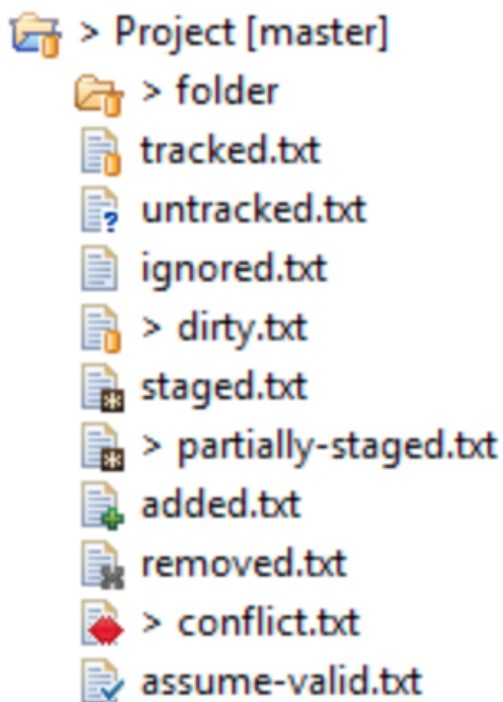 > Project [master]
> folder
tracked.txt
untracked.txt
ignored.txt
> dirty.txt
staged.txt
> partially-staged.txt
added.txt
removed.txt
> conflict.txt
assume-valid.txt